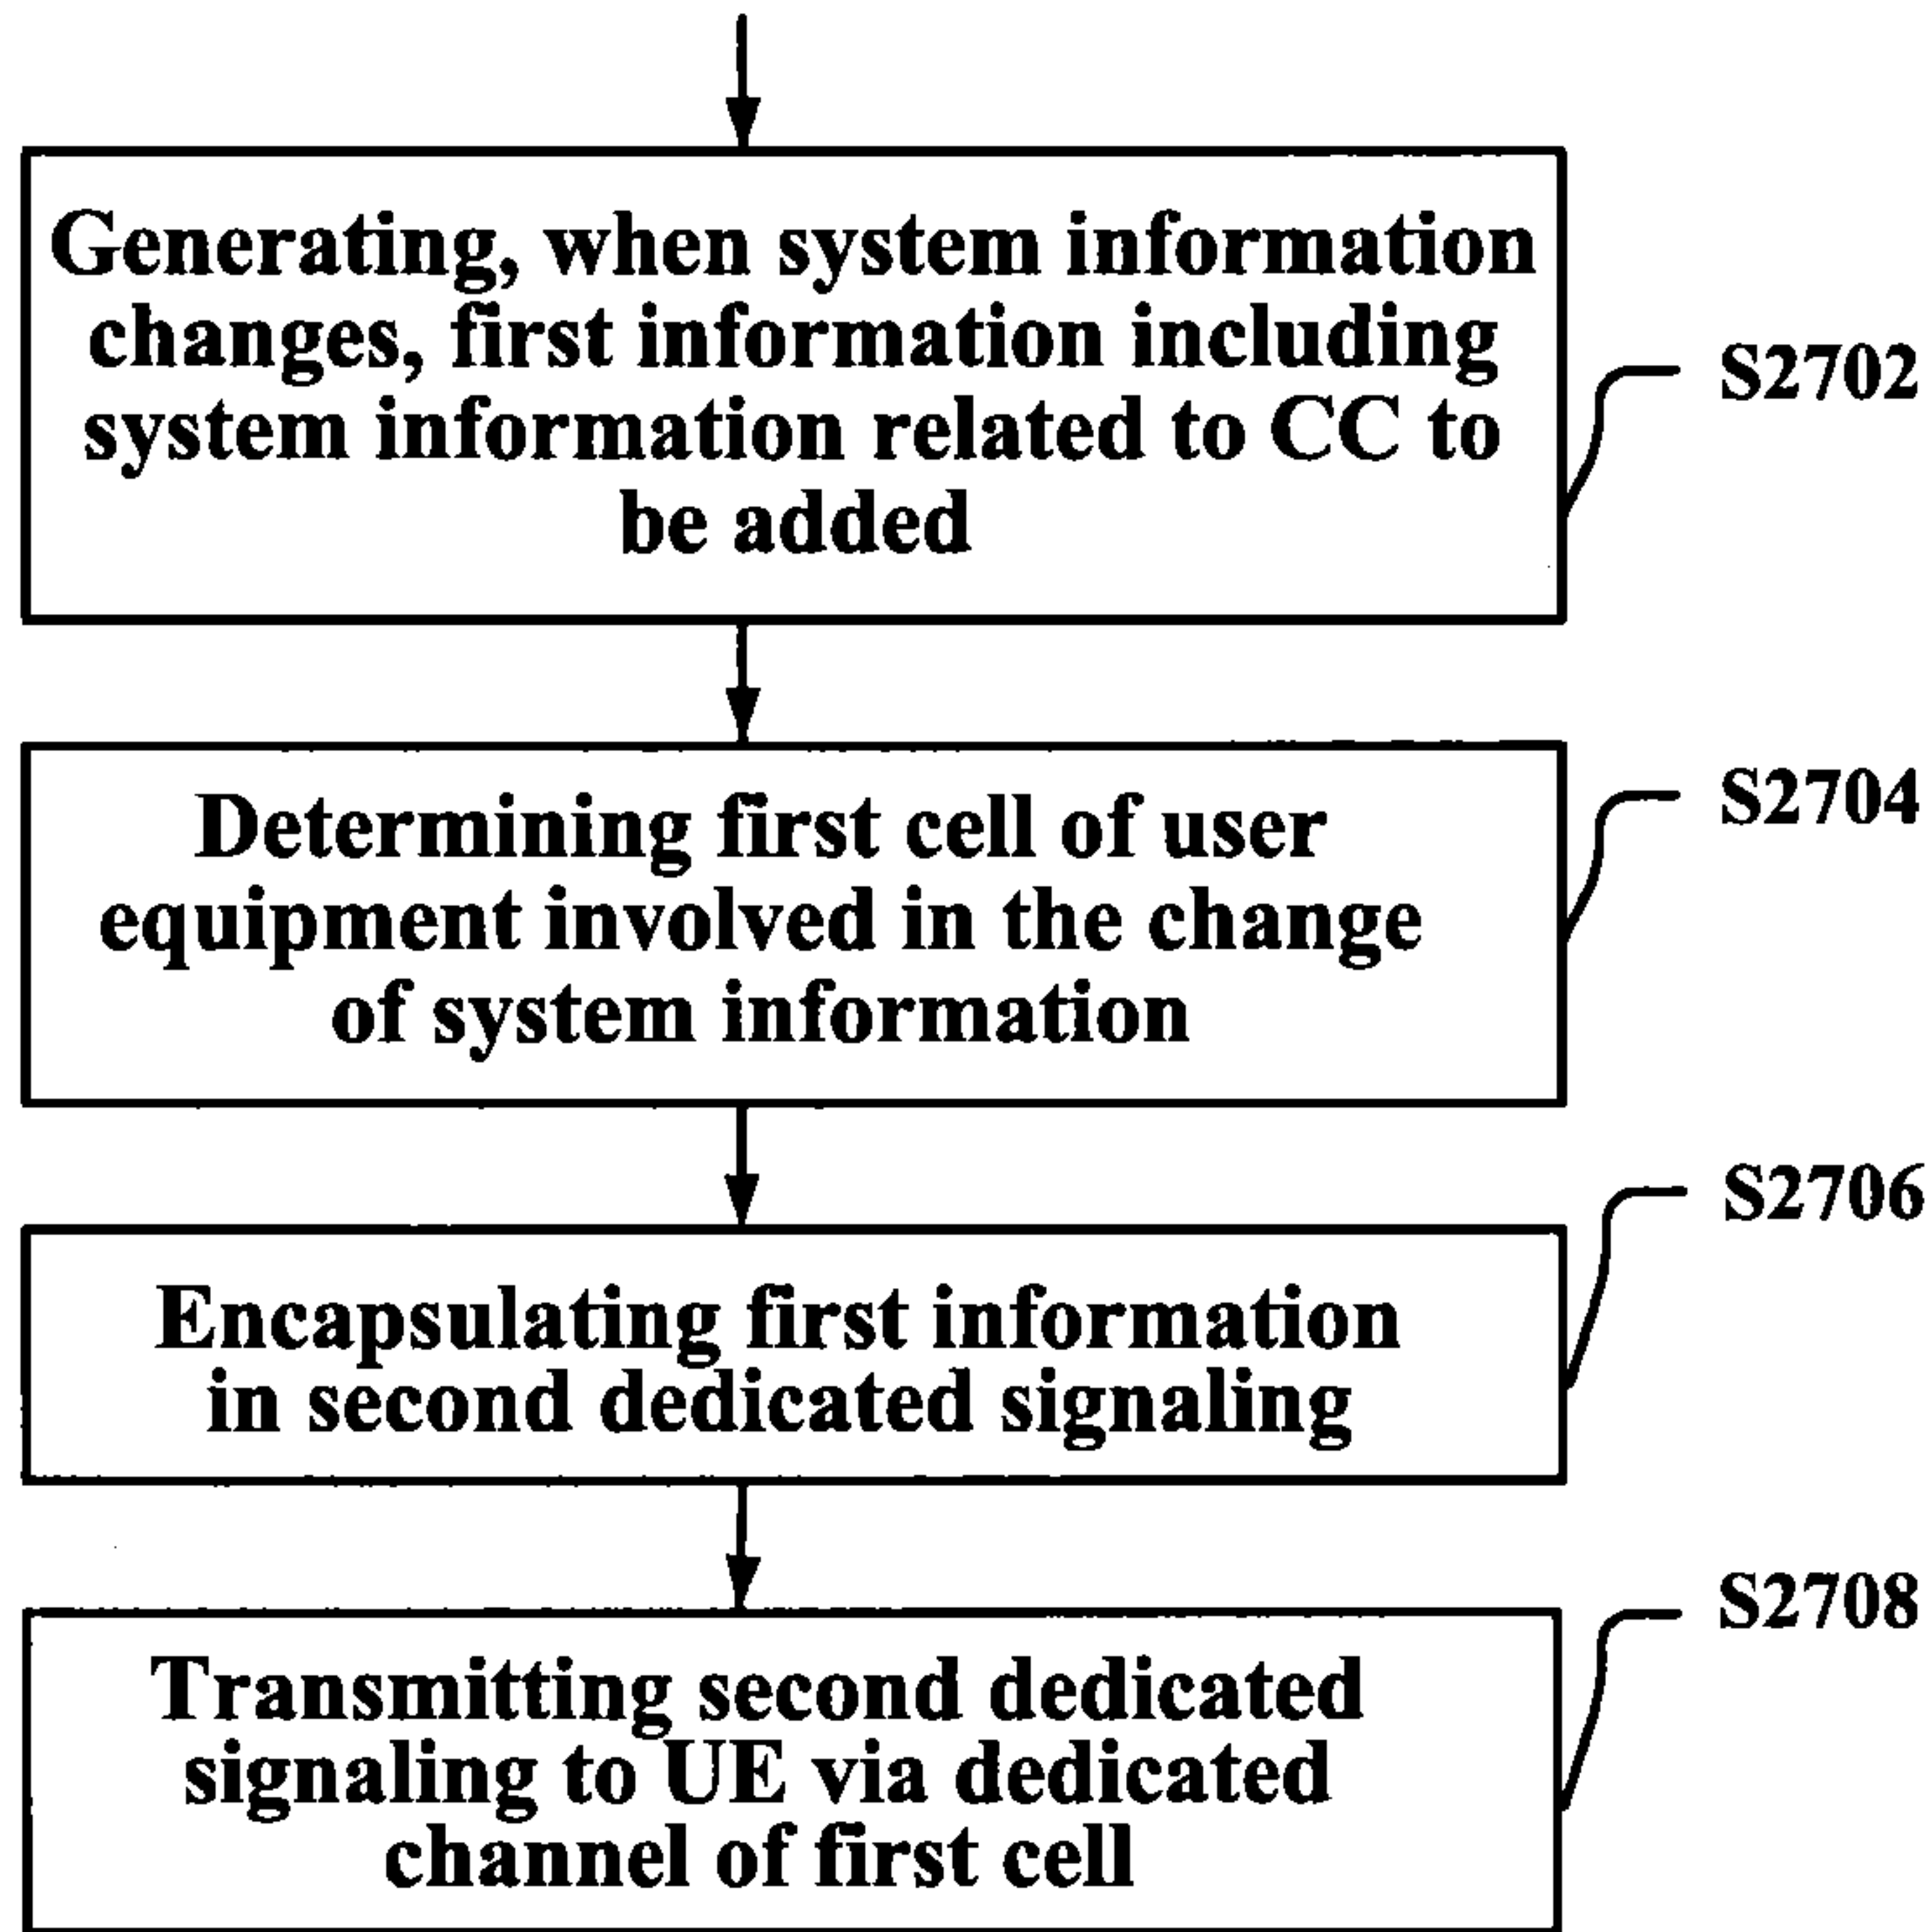 Generating, when system information
changes, first information including
system information related to CC to
be added
S2702
Determining first cell of user
equipment involved in the change
of system information
S2704
Encapsulating first information
in second dedicated signaling
S2706
Transmitting second dedicated
signaling to UE via dedicated
channel of first cell
S2708